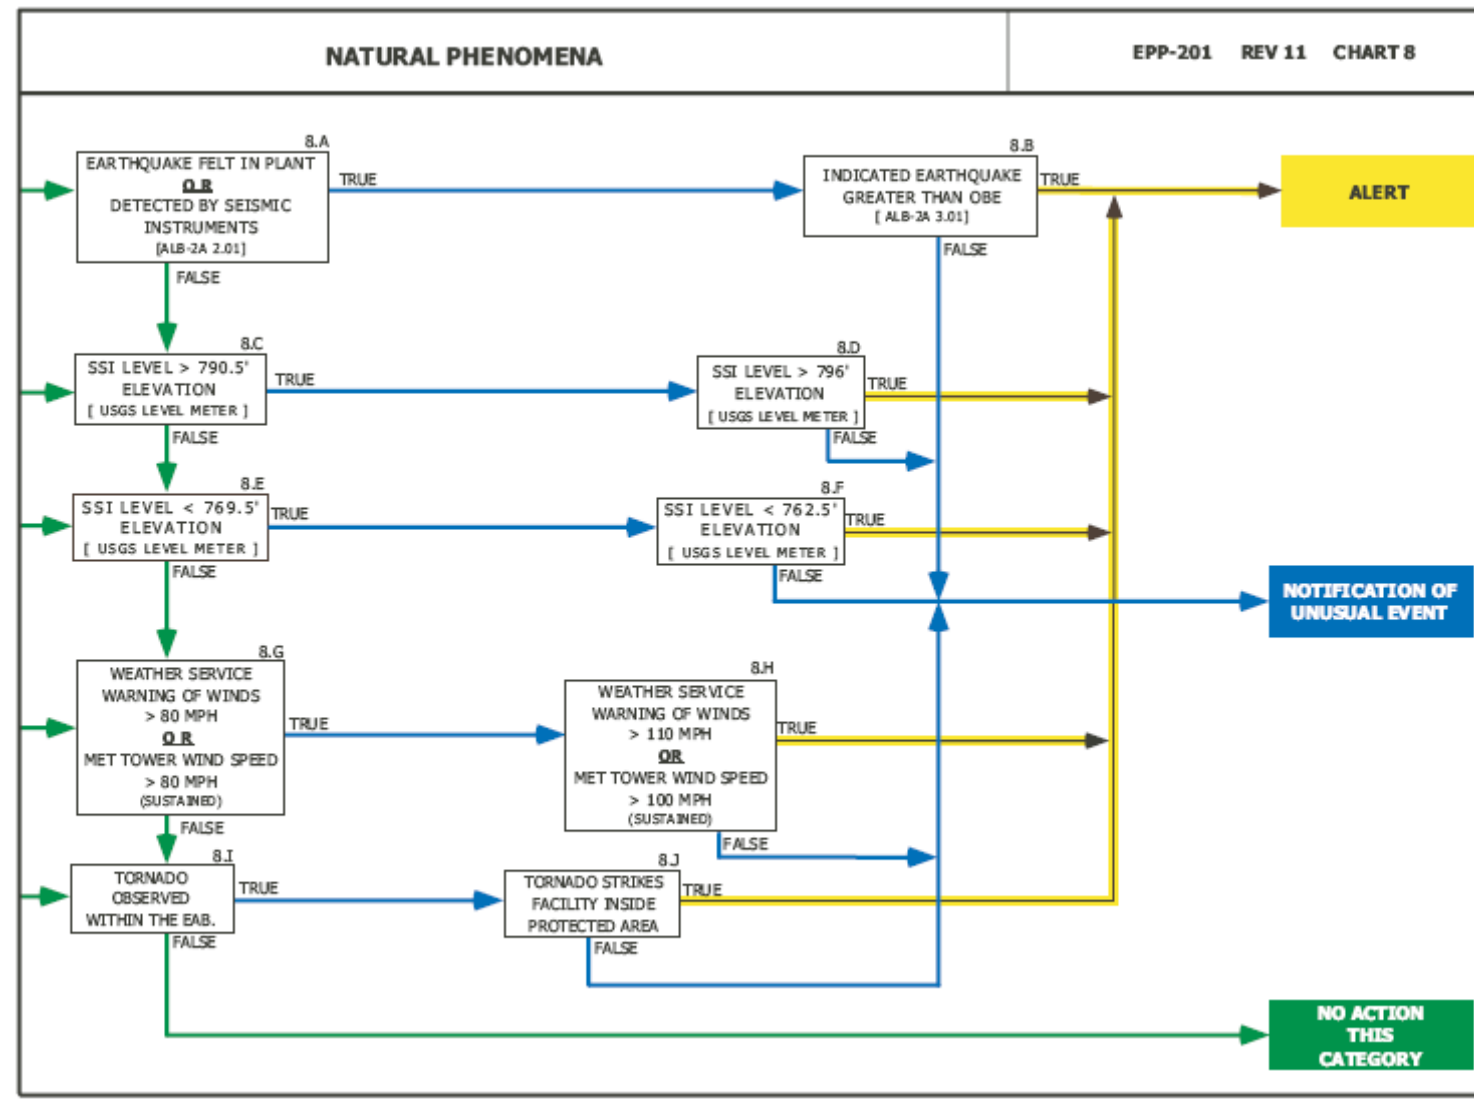 NATURAL PHENOMENA
EPP-201 REV 11 CHART 8
8.A
EARTHQUAKE FELT IN PLANT
OR
DETECTED BY SEISMIC
INSTRUMENTS
[ALB-2A 2.01]
TRUE
FALSE
8.B
INDICATED EARTHQUAKE
GREATER THAN OBE
[ ALB-2A 3.01]
TRUE
FALSE
ALERT
8.C
SSI LEVEL > 790.5'
ELEVATION
[ USGS LEVEL METER ]
TRUE
FALSE
8.D
SSI LEVEL > 796'
ELEVATION
[ USGS LEVEL METER ]
TRUE
FALSE
8.E
SSI LEVEL < 769.5'
ELEVATION
[ USGS LEVEL METER ]
TRUE
FALSE
8.F
SSI LEVEL < 762.5'
ELEVATION
[ USGS LEVEL METER ]
TRUE
FALSE
NOTIFICATION OF
UNUSUAL EVENT
8.G
WEATHER SERVICE
WARNING OF WINDS
> 80 MPH
OR
MET TOWER WIND SPEED
> 80 MPH
(SUSTAINED)
TRUE
FALSE
8.H
WEATHER SERVICE
WARNING OF WINDS
> 110 MPH
OR
MET TOWER WIND SPEED
> 100 MPH
(SUSTAINED)
TRUE
FALSE
8.I
TORNADO
OBSERVED
WITHIN THE EAB.
TRUE
FALSE
8.J
TORNADO STRIKES
FACILITY INSIDE
PROTECTED AREA
TRUE
FALSE
NO ACTION
THIS
CATEGORY